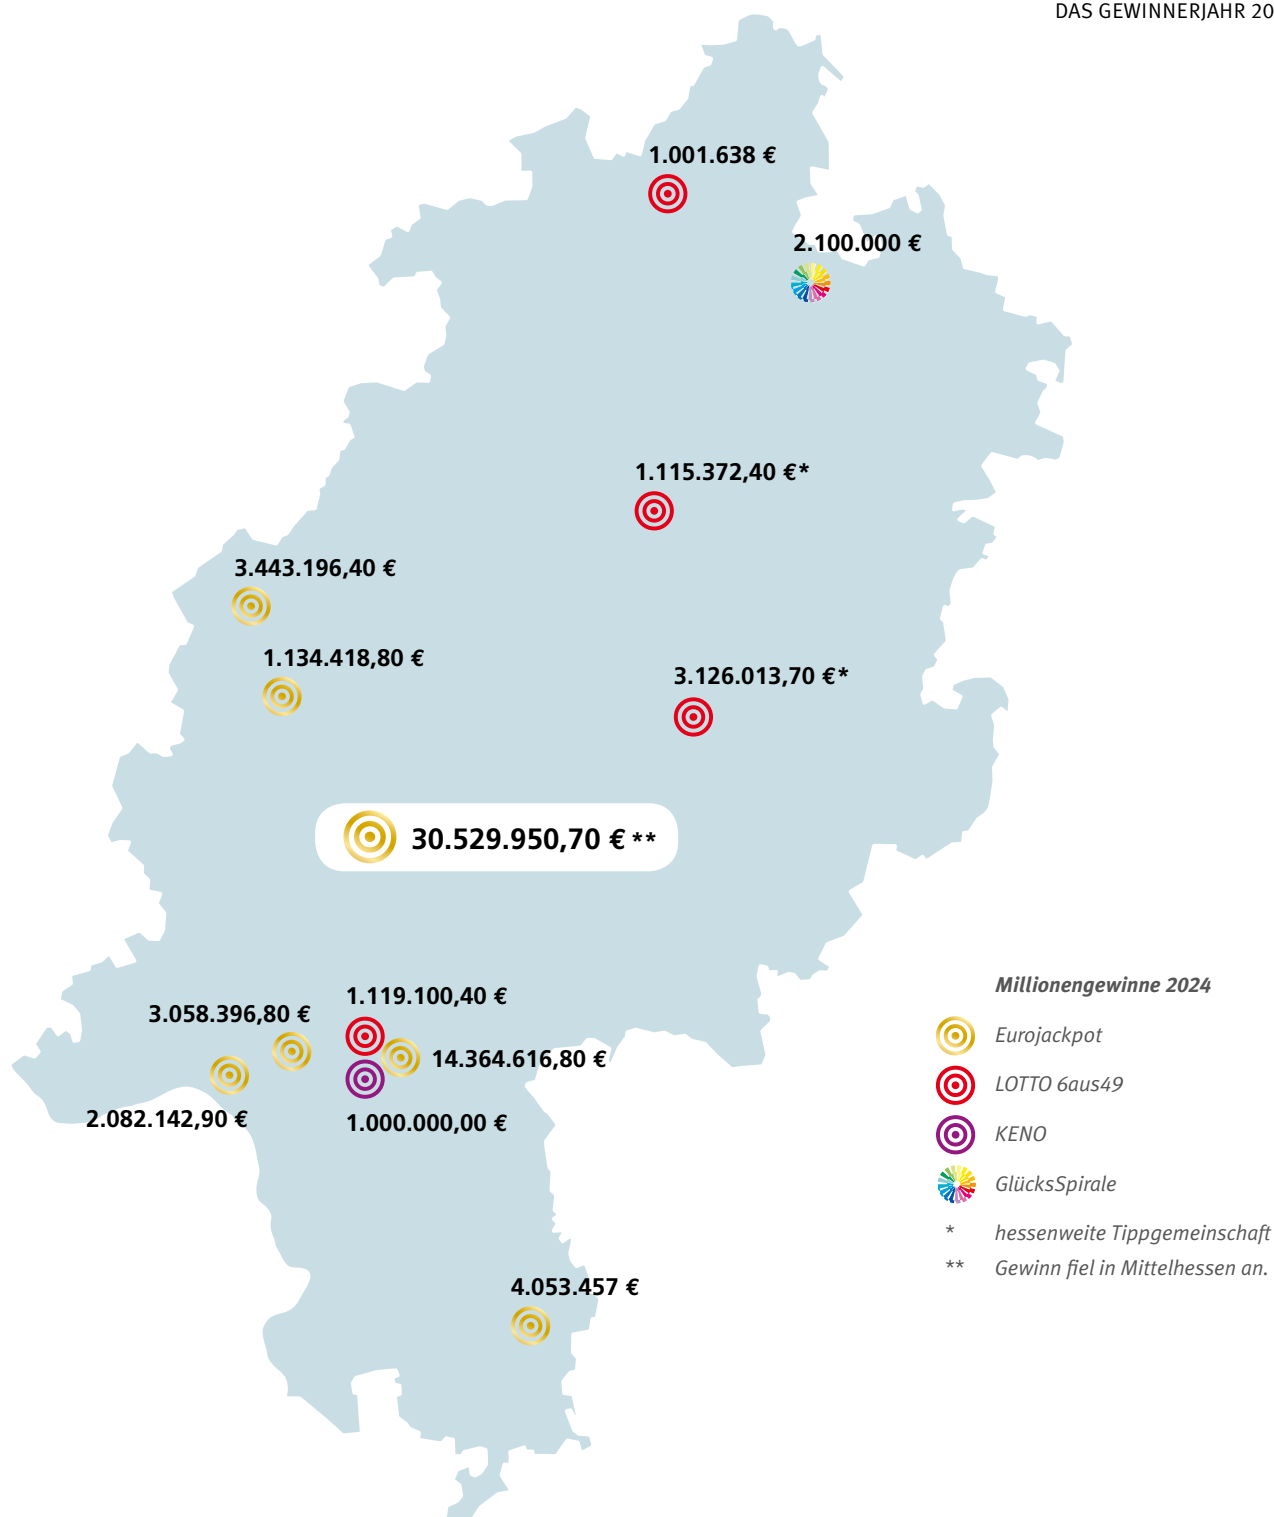 DAS GEWINNERJAHR 20
1.001.638 €
2.100.000 €
1.115.372,40 €*
3.443.196,40 €
1.134.418,80 €
3.126.013,70 €*
30.529.950,70 € **
1.119.100,40 €
3.058.396,80 €
14.364.616,80 €
2.082.142,90 €
1.000.000,00 €
4.053.457 €
Millionengewinne 2024
Eurojackpot
LOTTO 6aus49
KENO
GlücksSpirale
* hessenweite Tippgemeinschaft
** Gewinn fiel in Mittelhessen an.